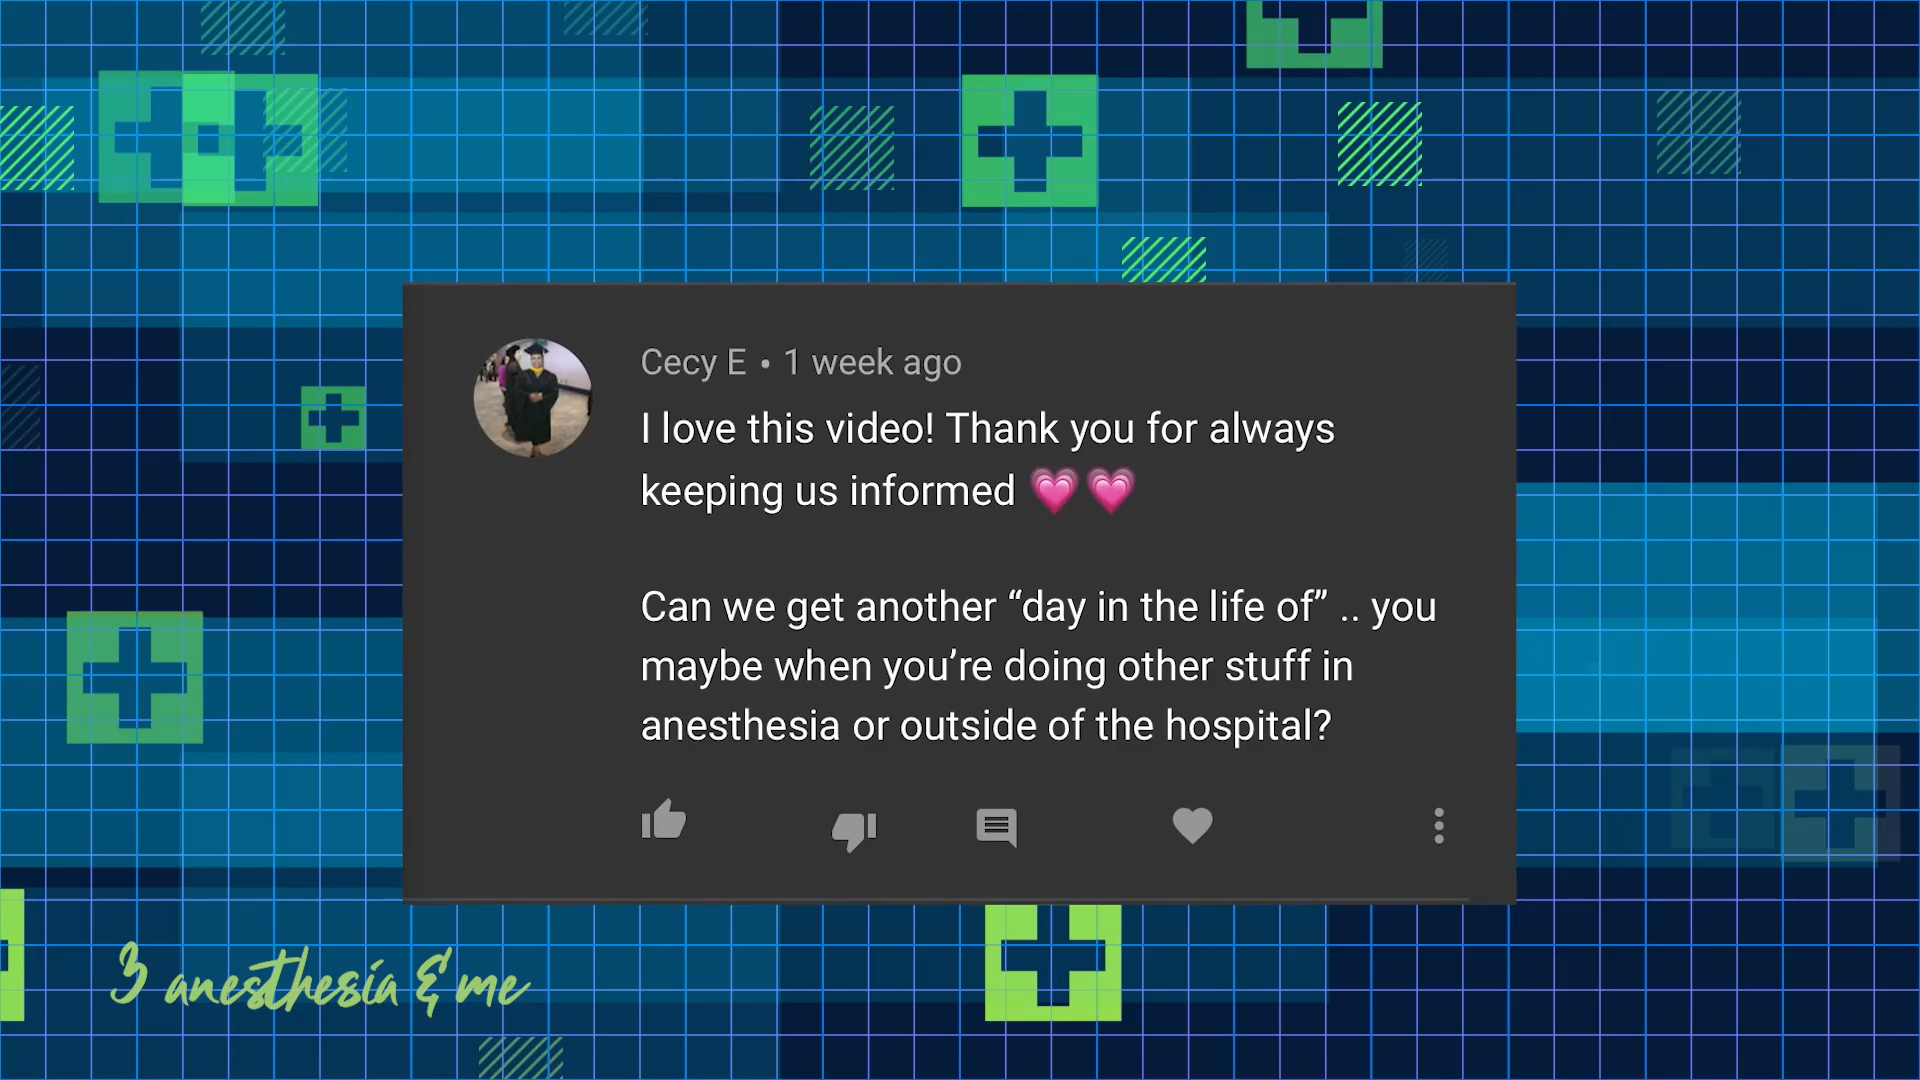 Cecy E • 1 week ago
I love this video! Thank you for always
keeping us informed 💗💗
Can we get another “day in the life of” .. you
maybe when you’re doing other stuff in
anesthesia or outside of the hospital?
3 anesthesia & me